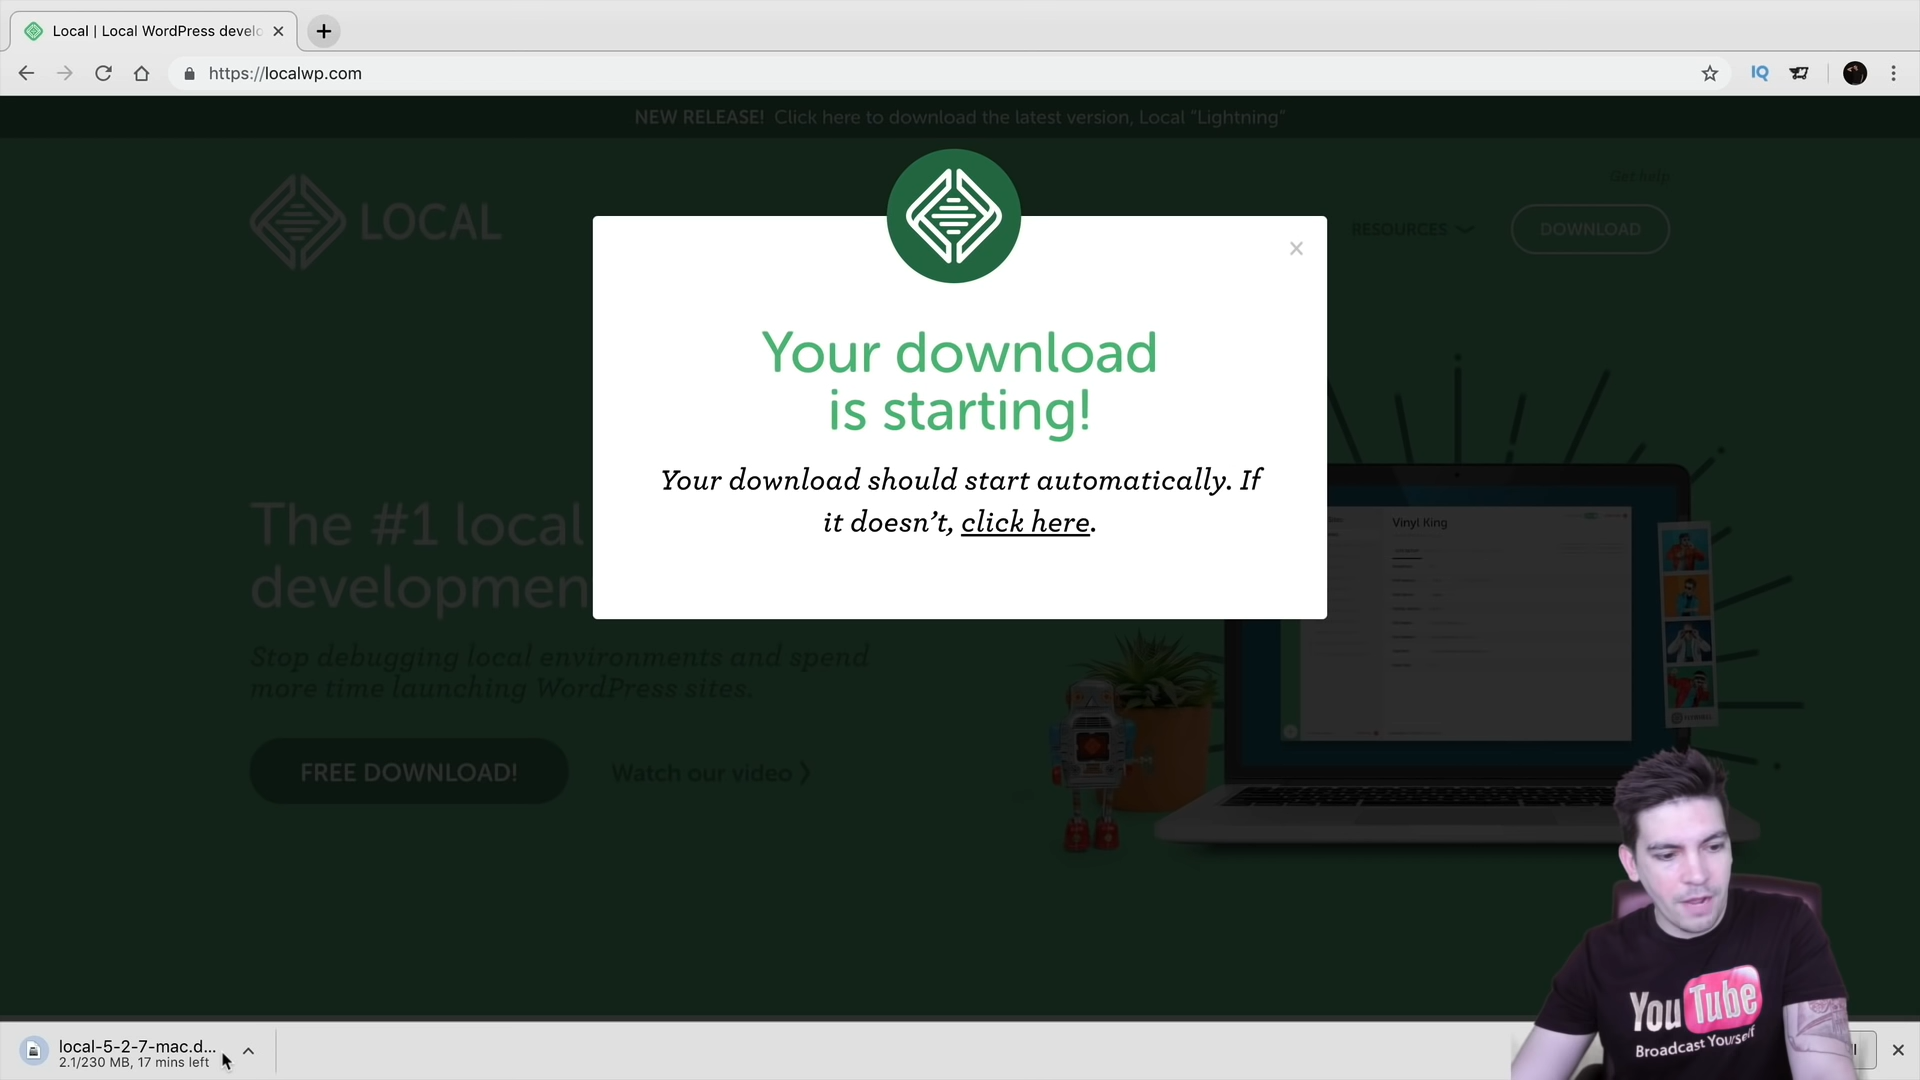 Local | Local WordPress develo
https://localwp.com
IQ
NEW RELEASE! Click here to download the latest version, Local “Lightning”
Get help
LOCAL
RESOURCES
DOWNLOAD
Your download
is starting!
Your download should start automatically. If
it doesn’t, click here.
The #1 local
developmen
Stop debugging local environments and spend
more time launching WordPress sites.
FREE DOWNLOAD!
Watch our video
Vinyl King
YouTube
Broadcast Yourself
local-5-2-7-mac.d...
2.1/230 MB, 17 mins left